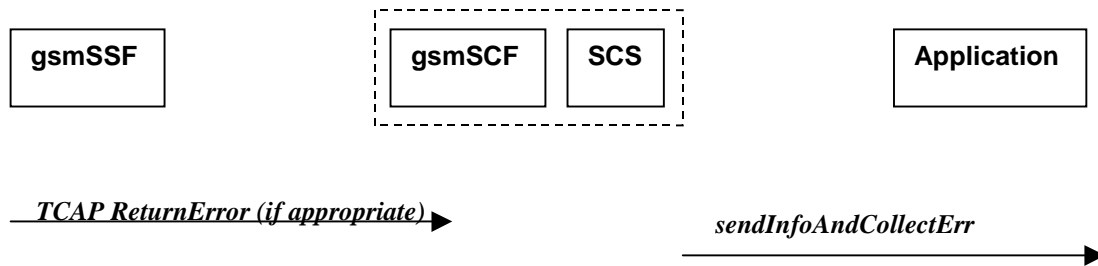 gsmSSF
gsmSCF
SCS
Application
TCAP ReturnError (if appropriate)
sendInfoAndCollectErr